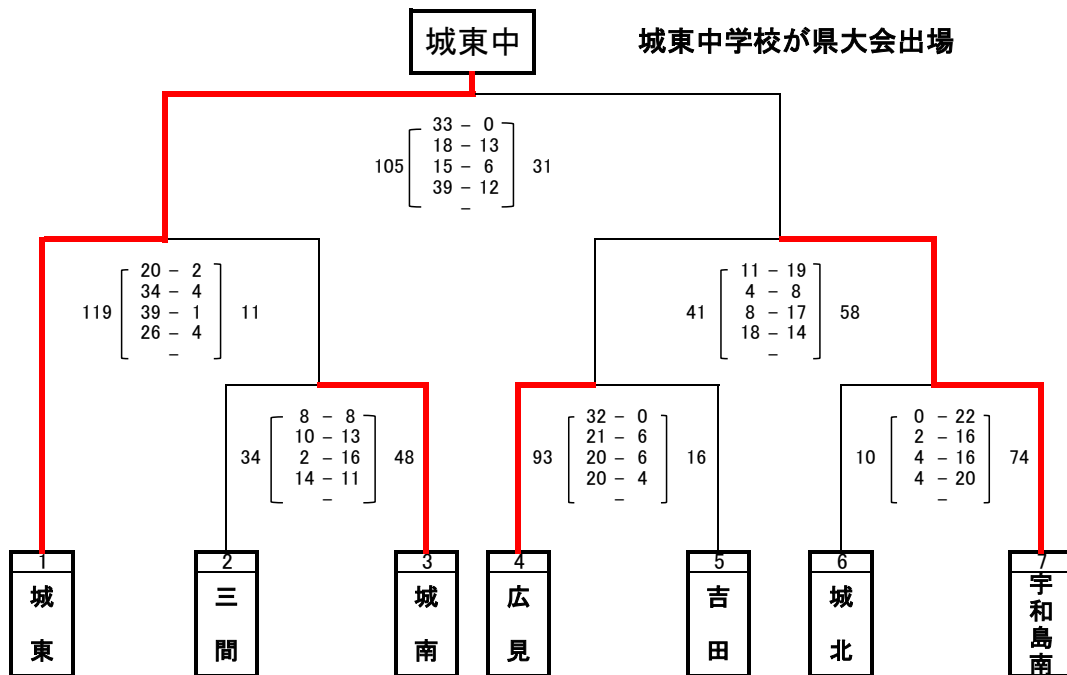 城東中
城東中学校が県大会出場
33 - 0
18 - 13
105 15 - 6 31
39 - 12
-
20 - 2
34 - 4
119 39 - 1 11
26 - 4
-
11 - 19
4 - 8
41 8 - 17 58
18 - 14
-
8 - 8
10 - 13
34 2 - 16 48
14 - 11
-
32 - 0
21 - 6
93 20 - 6 16
20 - 4
-
0 - 22
2 - 16
10 4 - 16 74
4 - 20
-
1 2 3 4 5 6 7
城東
三間
城南
広見
吉田
城北
宇和島南